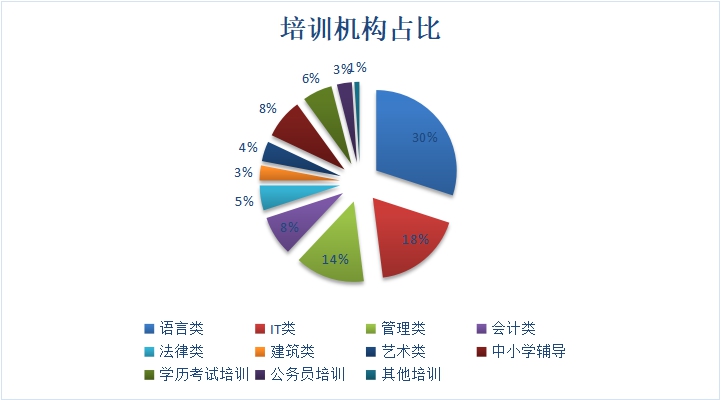 培训机构占比
30%
18%
14%
8%
5%
3%
4%
8%
6%
3%
1%
语言类 IT类 管理类 会计类
法律类 建筑类 艺术类 中小学辅导
学历考试培训 公务员培训 其他培训